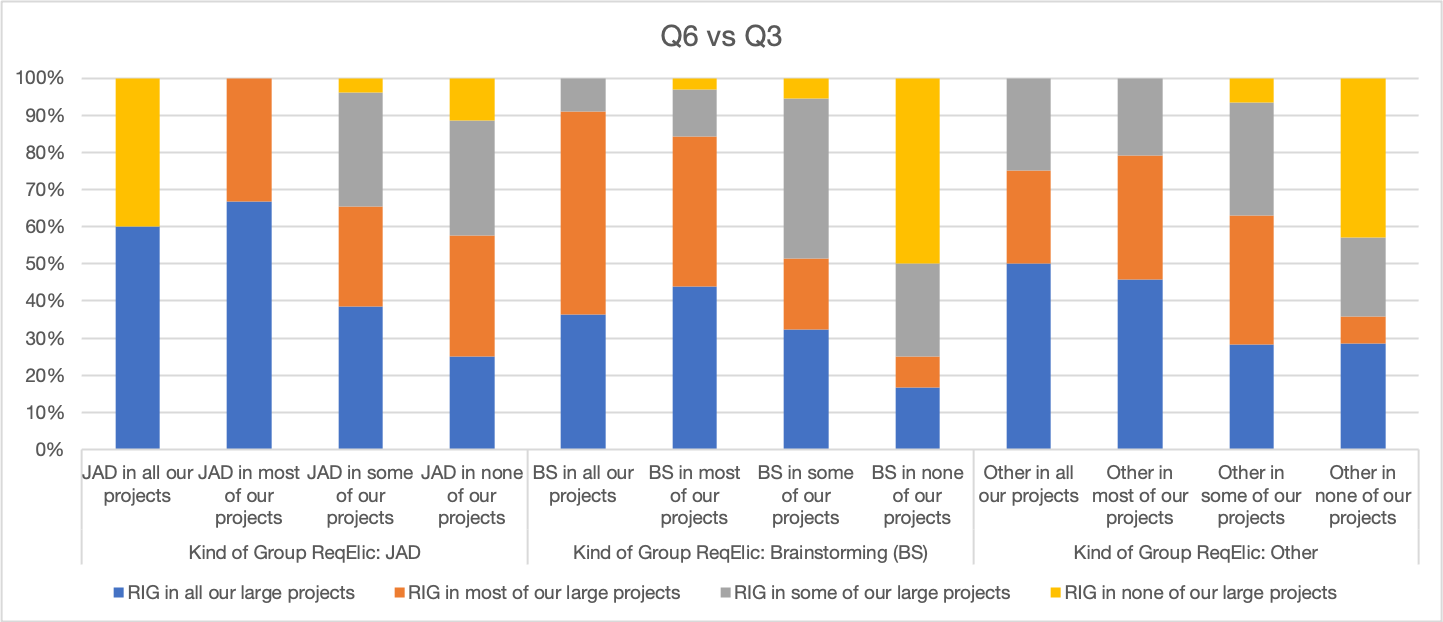 Q6 vs Q3
100%
90%
80%
70%
60%
50%
40%
30%
20%
10%
0%
JAD in all our projects
JAD in most of our projects
JAD in some of our projects
JAD in none of our projects
BS in all our projects
BS in most of our projects
BS in some of our projects
BS in none of our projects
Other in all our projects
Other in most of our projects
Other in some of our projects
Other in none of our projects
Kind of Group ReqElic: JAD
Kind of Group ReqElic: Brainstorming (BS)
Kind of Group ReqElic: Other
RIG in all our large projects
RIG in most of our large projects
RIG in some of our large projects
RIG in none of our large projects